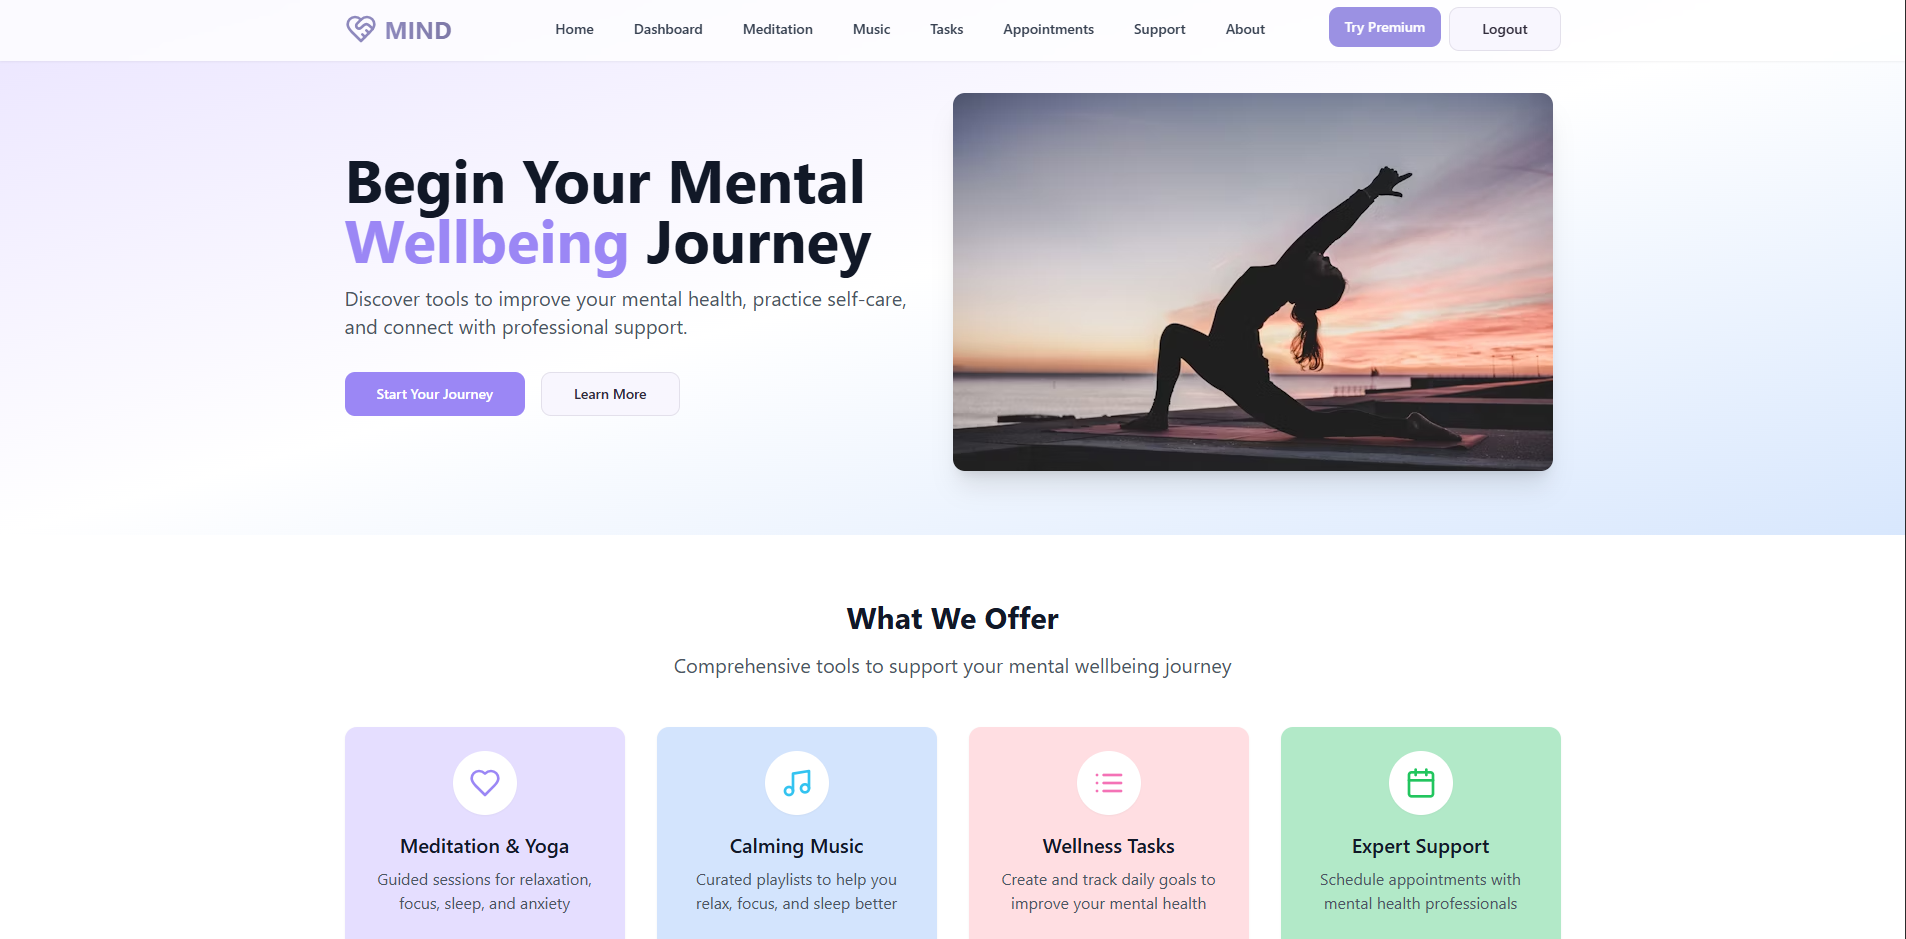 MIND
Home
Dashboard
Meditation
Music
Tasks
Appointments
Support
About
Try Premium
Logout
Begin Your Mental
Wellbeing Journey
Discover tools to improve your mental health, practice self-care,
and connect with professional support.
Start Your Journey
Learn More
What We Offer
Comprehensive tools to support your mental wellbeing journey
Meditation & Yoga
Guided sessions for relaxation,
focus, sleep, and anxiety
Calming Music
Curated playlists to help you
relax, focus, and sleep better
Wellness Tasks
Create and track daily goals to
improve your mental health
Expert Support
Schedule appointments with
mental health professionals